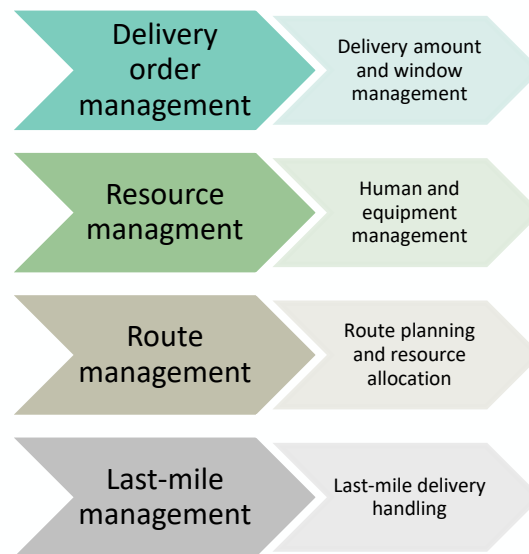 Delivery
order
management
Delivery amount
and window
management
Resource
managment
Human and
equipment
management
Route
management
Route planning
and resource
allocation
Last-mile
management
Last-mile delivery
handling